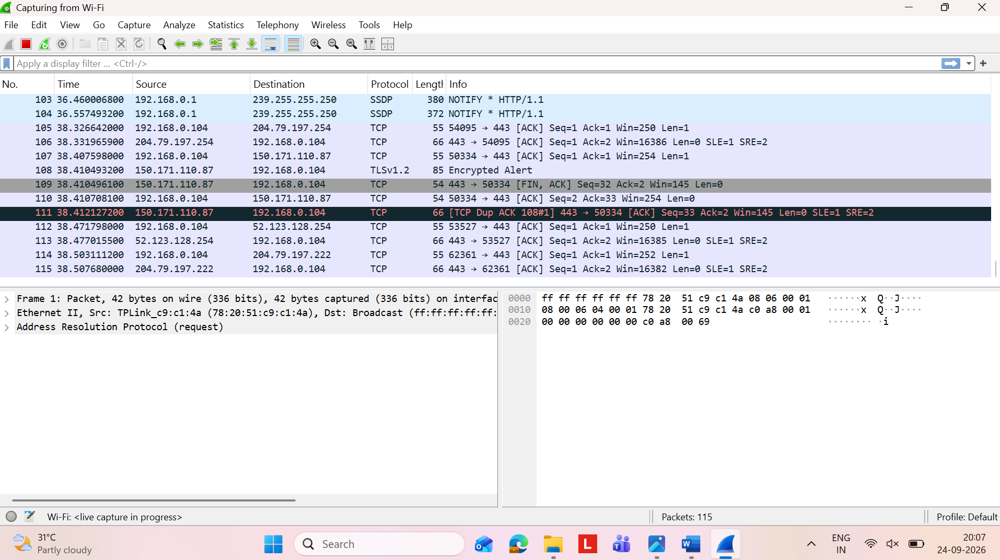 Capturing from Wi-Fi
File Edit View Go Capture Analyze Statistics Telephony Wireless Tools Help
Apply a display filter ... <Ctrl-/>
No. Time Source Destination Protocol Length Info
103 36.460006800 192.168.0.1 239.255.255.250 SSDP 380 NOTIFY * HTTP/1.1
104 36.557493200 192.168.0.1 239.255.255.250 SSDP 372 NOTIFY * HTTP/1.1
105 38.326642000 192.168.0.104 204.79.197.254 TCP 55 54095 → 443 [ACK] Seq=1 Ack=1 Win=250 Len=1
106 38.331965900 204.79.197.254 192.168.0.104 TCP 66 443 → 54095 [ACK] Seq=1 Ack=2 Win=16386 Len=0 SLE=1 SRE=2
107 38.407598000 192.168.0.104 150.171.110.87 TCP 55 50334 → 443 [ACK] Seq=1 Ack=1 Win=254 Len=1
108 38.410493200 150.171.110.87 192.168.0.104 TLSv1.2 85 Encrypted Alert
109 38.410496100 150.171.110.87 192.168.0.104 TCP 54 443 → 50334 [FIN, ACK] Seq=32 Ack=2 Win=145 Len=0
110 38.410708100 192.168.0.104 150.171.110.87 TCP 54 50334 → 443 [ACK] Seq=2 Ack=33 Win=254 Len=0
111 38.412127200 150.171.110.87 192.168.0.104 TCP 66 [TCP Dup ACK 108#1] 443 → 50334 [ACK] Seq=33 Ack=2 Win=145 Len=0 SLE=1 SRE=2
112 38.471798000 192.168.0.104 52.123.128.254 TCP 55 53527 → 443 [ACK] Seq=1 Ack=1 Win=250 Len=1
113 38.477015500 52.123.128.254 192.168.0.104 TCP 66 443 → 53527 [ACK] Seq=1 Ack=2 Win=16385 Len=0 SLE=1 SRE=2
114 38.503111200 192.168.0.104 204.79.197.222 TCP 55 62361 → 443 [ACK] Seq=1 Ack=1 Win=252 Len=1
115 38.507680000 204.79.197.222 192.168.0.104 TCP 66 443 → 62361 [ACK] Seq=1 Ack=2 Win=16382 Len=0 SLE=1 SRE=2
Frame 1: Packet, 42 bytes on wire (336 bits), 42 bytes captured (336 bits) on interfac
Ethernet II, Src: TPLink_c9:c1:4a (78:20:51:c9:c1:4a), Dst: Broadcast (ff:ff:ff:ff:ff:
Address Resolution Protocol (request)
0000 ff ff ff ff ff ff 78 20 51 c9 c1 4a 08 06 00 01 ······x Q··J····
0010 08 00 06 04 00 01 78 20 51 c9 c1 4a c0 a8 00 01 ······x Q··J····
0020 00 00 00 00 00 00 c0 a8 00 69 ········ ·i
Wi-Fi: <live capture in progress> Packets: 115 Profile: Default
31°C
Partly cloudy
Search
ENG
IN
20:07
24-09-2026